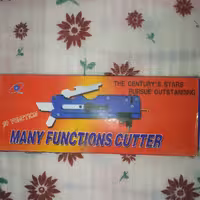 THE CENTURY'S STARS
PURSUE OUTSTANDING
MANY FUNCTIONS CUTTER